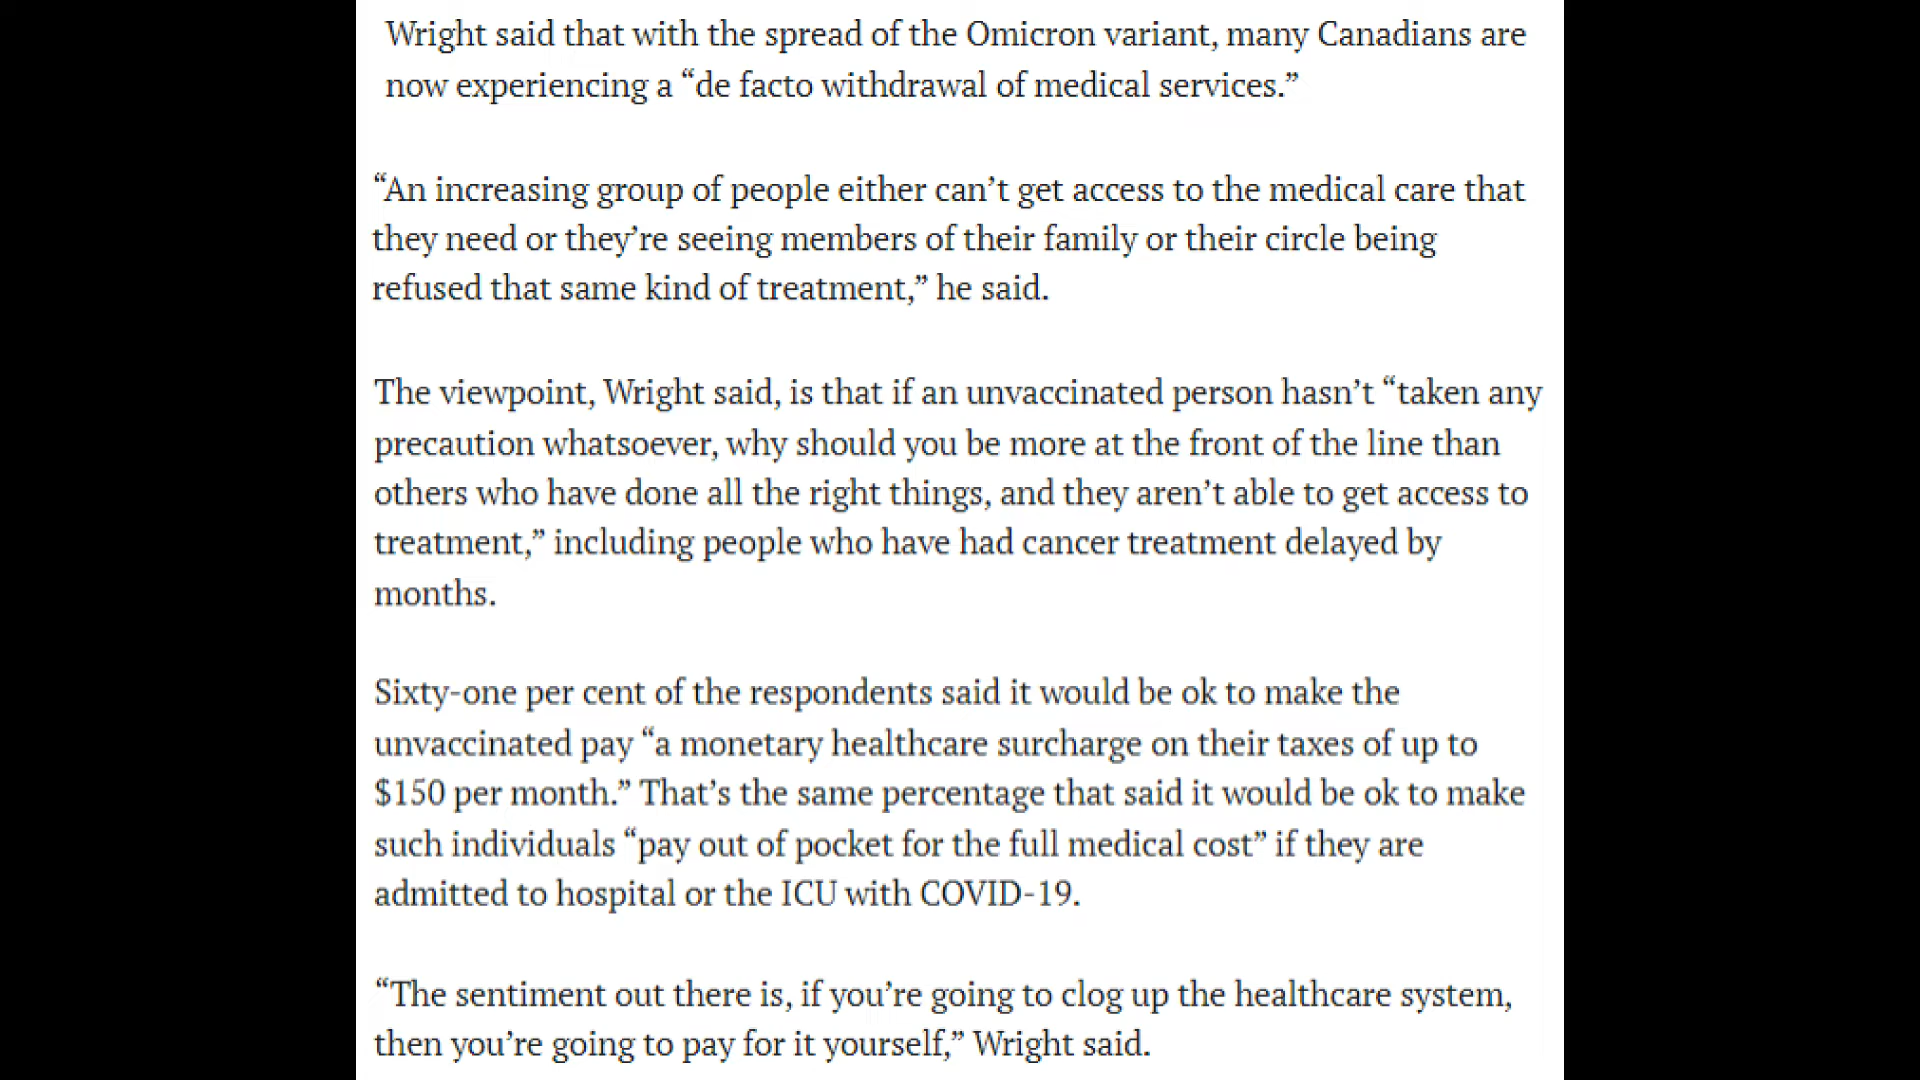 Wright said that with the spread of the Omicron variant, many Canadians are
now experiencing a “de facto withdrawal of medical services.”
“An increasing group of people either can’t get access to the medical care that
they need or they’re seeing members of their family or their circle being
refused that same kind of treatment,” he said.
The viewpoint, Wright said, is that if an unvaccinated person hasn’t “taken any
precaution whatsoever, why should you be more at the front of the line than
others who have done all the right things, and they aren’t able to get access to
treatment,” including people who have had cancer treatment delayed by
months.
Sixty-one per cent of the respondents said it would be ok to make the
unvaccinated pay “a monetary healthcare surcharge on their taxes of up to
$150 per month.” That’s the same percentage that said it would be ok to make
such individuals “pay out of pocket for the full medical cost” if they are
admitted to hospital or the ICU with COVID-19.
“The sentiment out there is, if you’re going to clog up the healthcare system,
then you’re going to pay for it yourself,” Wright said.